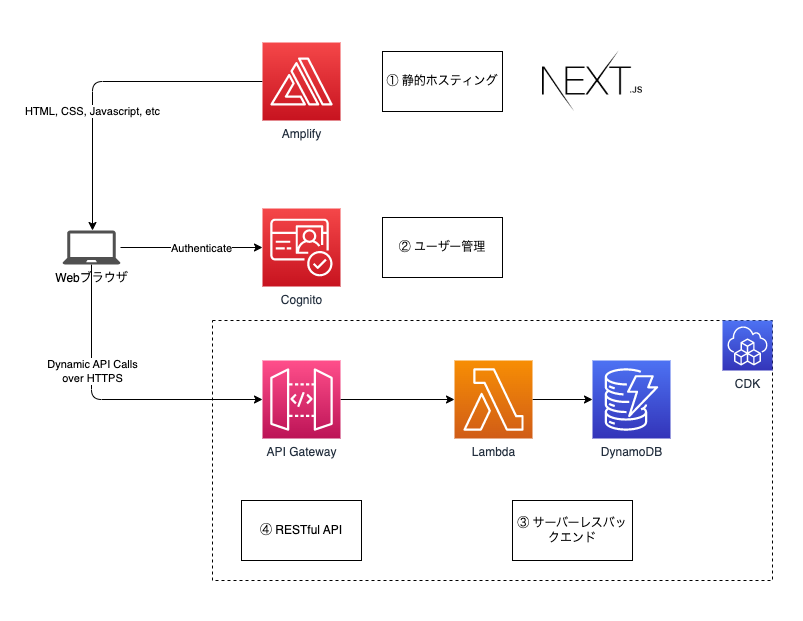 ① 静的ホスティング
NEXT.JS
Amplify
HTML, CSS, Javascript, etc
② ユーザー管理
Authenticate
Webブラウザ
Cognito
Dynamic API Calls
over HTTPS
CDK
</>
API Gateway
Lambda
DynamoDB
④ RESTful API
③ サーバーレスバッ
クエンド